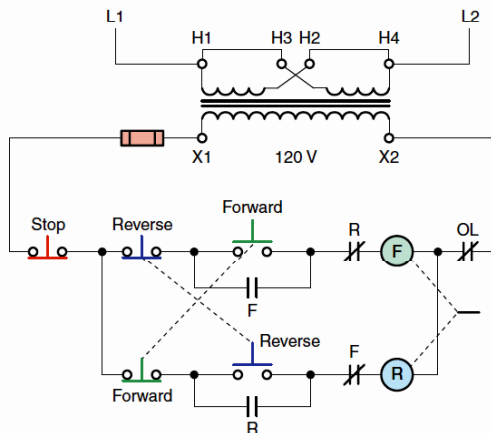 L1 L2
H1 H3 H2 H4
X1 120 V X2
Forward
Stop Reverse R F OL
F
Reverse F
Forward R
R